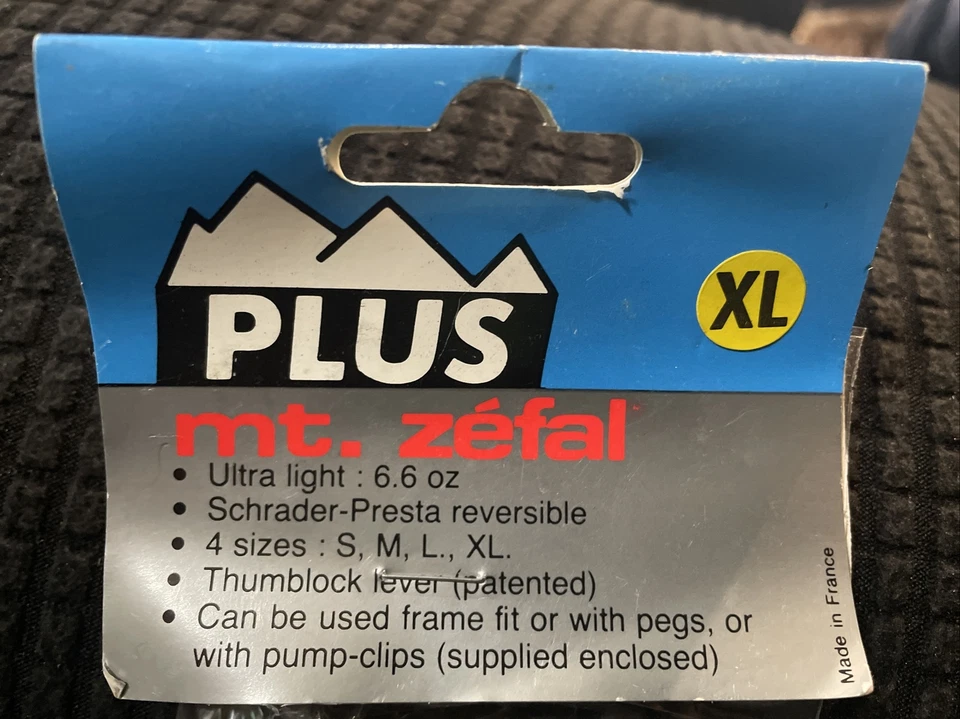 XL
PLUS
mt. zéfal
• Ultra light : 6.6 oz
• Schrader-Presta reversible
• 4 sizes : S, M, L., XL.
• Thumblock lever (patented)
• Can be used frame fit or with pegs, or
with pump-clips (supplied enclosed)
Made in France